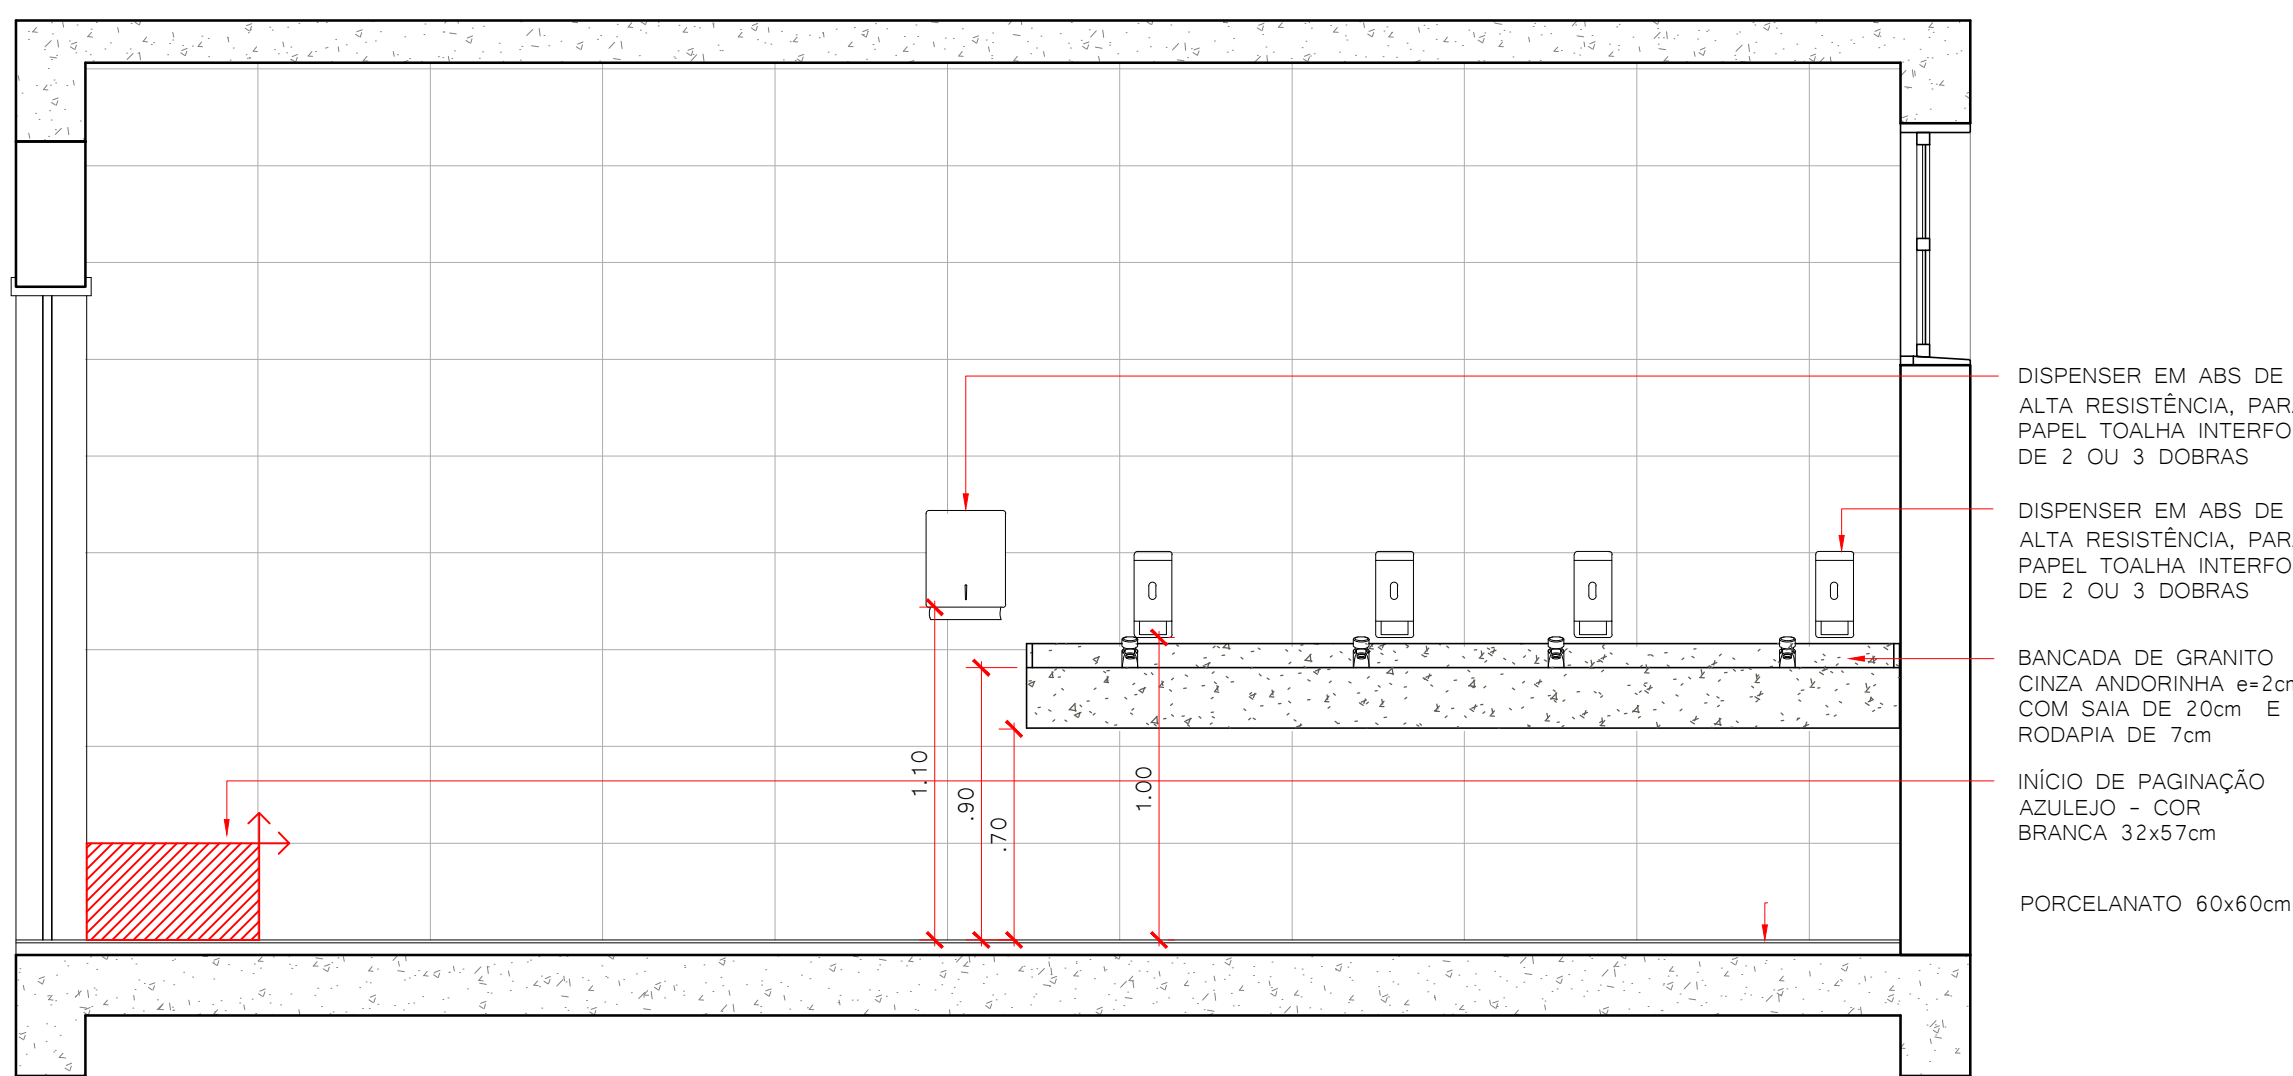 DISPENSER EM ABS DE
ALTA RESISTÊNCIA, PAR
PAPEL TOALHA INTERFO
DE 2 OU 3 DOBRAS
DISPENSER EM ABS DE
ALTA RESISTÊNCIA, PAR
PAPEL TOALHA INTERFO
DE 2 OU 3 DOBRAS
BANCADA DE GRANITO
CINZA ANDORINHA e=2c
COM SAIA DE 20cm E
RODAPIA DE 7cm
INÍCIO DE PAGINAÇÃO
AZULEJO - COR
BRANCA 32x57cm
PORCELANATO 60x60cm
1.10
.90
.70
1.00